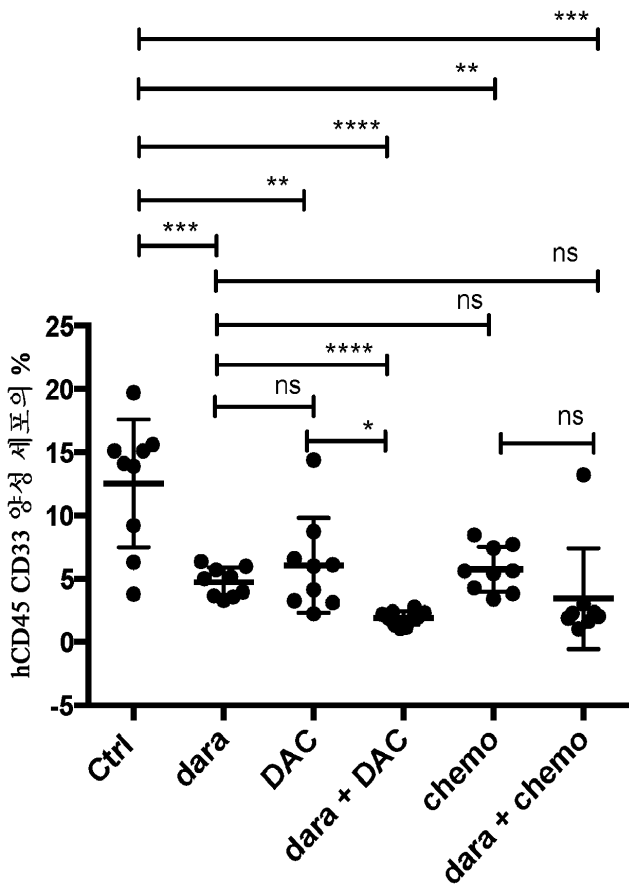 ***
**
****
**
***
ns
ns
****
ns
*
ns
hCD45 CD33 양성 세포의 %
25
20
15
10
5
0
-5
Ctrl
dara
DAC
dara + DAC
chemo
dara + chemo